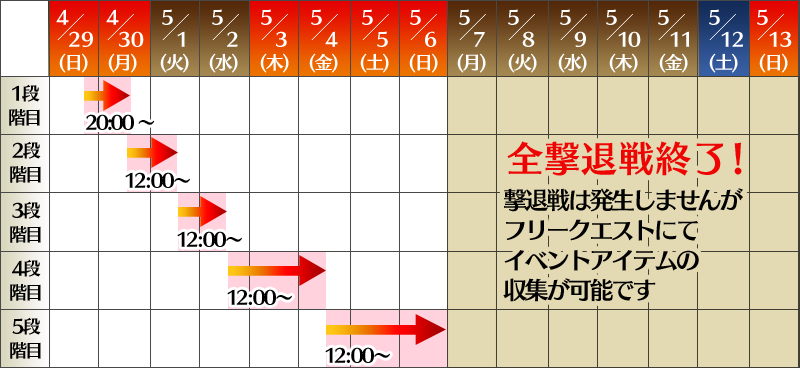 4/29 (日) 4/30 (月) 5/1 (火) 5/2 (水) 5/3 (木) 5/4 (金) 5/5 (土) 5/6 (日) 5/7 (月) 5/8 (火) 5/9 (水) 5/10 (木) 5/11 (金) 5/12 (土) 5/13 (日)
1段
階目
20:00～
2段
階目
12:00～
3段
階目
12:00～
4段
階目
12:00～
5段
階目
12:00～
全撃退戦終了!
撃退戦は発生しませんが
フリークエストにて
イベントアイテムの
収集が可能です